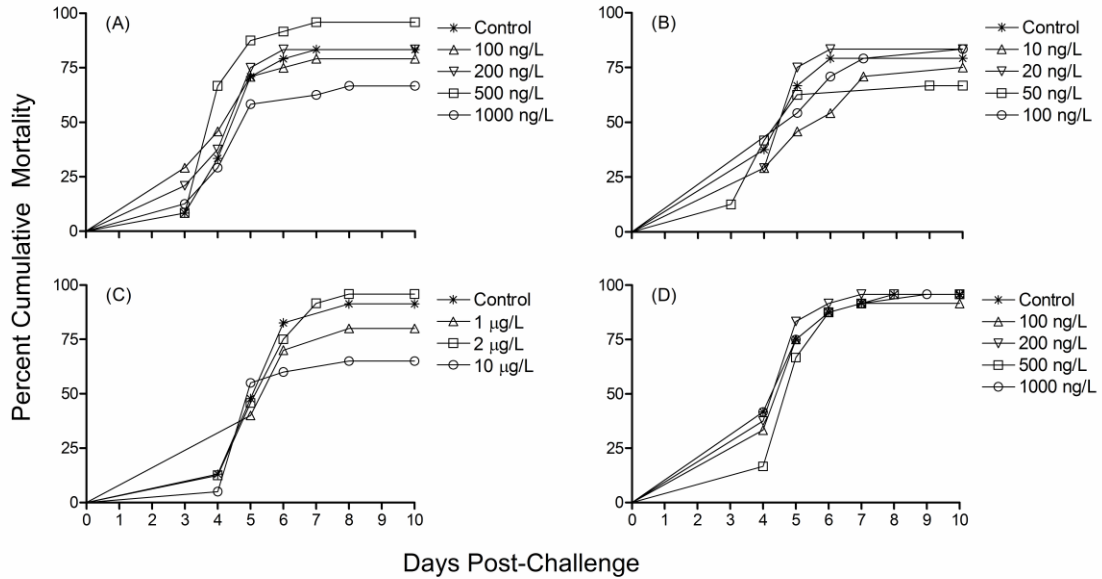 Percent Cumulative Mortality
(A)
100
75
50
25
0
0 1 2 3 4 5 6 7 8 9 10
Control
100 ng/L
200 ng/L
500 ng/L
1000 ng/L
(B)
100
75
50
25
0
0 1 2 3 4 5 6 7 8 9 10
Control
10 ng/L
20 ng/L
50 ng/L
100 ng/L
(C)
100
75
50
25
0
0 1 2 3 4 5 6 7 8 9 10
Control
1 μg/L
2 μg/L
10 μg/L
(D)
100
75
50
25
0
0 1 2 3 4 5 6 7 8 9 10
Control
100 ng/L
200 ng/L
500 ng/L
1000 ng/L
Days Post-Challenge